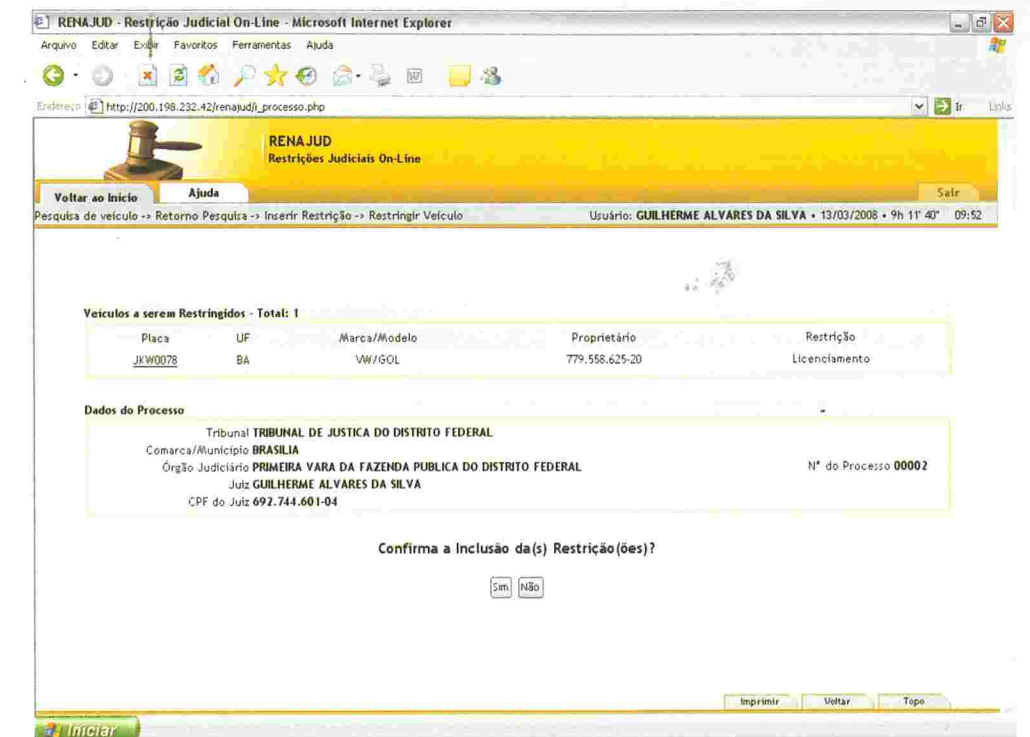 RENAJUD - Restrição Judicial On-Line - Microsoft Internet Explorer
Arquivo Editar Exibir Favoritos Ferramentas Ajuda
Endereço http://200.198.232.42/renajud/i_processo.php Ir Links
RENAJUD
Restrições Judiciais On-Line
Voltar ao Início Ajuda Sair
Pesquisa de veículo -> Retorno Pesquisa -> Inserir Restrição -> Restringir Veículo Usuário: GUILHERME ALVARES DA SILVA • 13/03/2008 • 9h 11' 40" 09:52
Veículos a serem Restringidos - Total: 1
Placa UF Marca/Modelo Proprietário Restrição
JKW0078 BA VW/GOL 779.558.625-20 Licenciamento
Dados do Processo
Tribunal TRIBUNAL DE JUSTICA DO DISTRITO FEDERAL
Comarca/Município BRASILIA
Órgão Judiciário PRIMEIRA VARA DA FAZENDA PUBLICA DO DISTRITO FEDERAL N° do Processo 00002
Juiz GUILHERME ALVARES DA SILVA
CPF do Juiz 692.744.601-04
Confirma a Inclusão da(s) Restrição(ões)?
Sim Não
Imprimir Voltar Topo
Iniciar